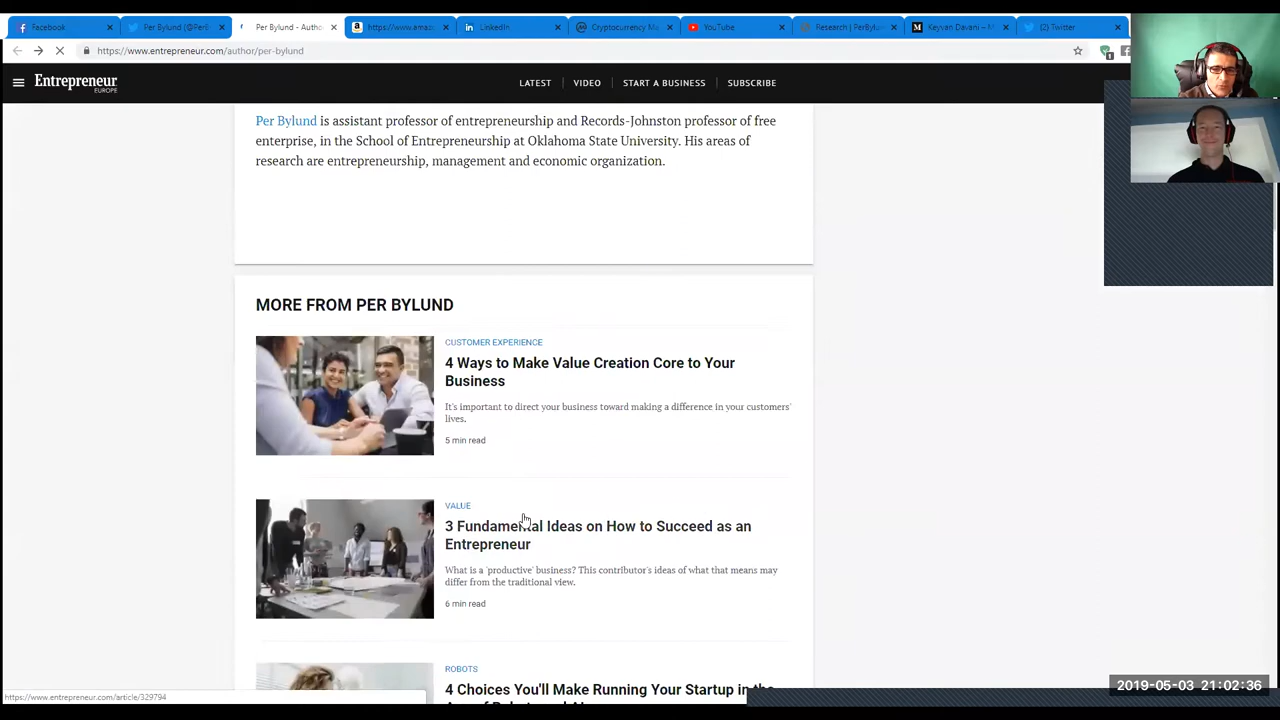 Facebook
Per Bylund (@PerB
Per Bylund - Autho
https://www.amaz
LinkedIn
Cryptocurrency Ma
YouTube
Research | PerBylun
Keyvan Davani – M
(2) Twitter
https://www.entrepreneur.com/author/per-bylund
Entrepreneur
EUROPE
LATEST
VIDEO
START A BUSINESS
SUBSCRIBE
Per Bylund is assistant professor of entrepreneurship and Records-Johnston professor of free
enterprise, in the School of Entrepreneurship at Oklahoma State University. His areas of
research are entrepreneurship, management and economic organization.
MORE FROM PER BYLUND
CUSTOMER EXPERIENCE
4 Ways to Make Value Creation Core to Your
Business
It's important to direct your business toward making a difference in your customers'
lives.
5 min read
VALUE
3 Fundamental Ideas on How to Succeed as an
Entrepreneur
What is a 'productive' business? This contributor's ideas of what that means may
differ from the traditional view.
6 min read
ROBOTS
4 Choices You'll Make Running Your Startup in the
https://www.entrepreneur.com/article/329794
2019-05-03 21:02:36